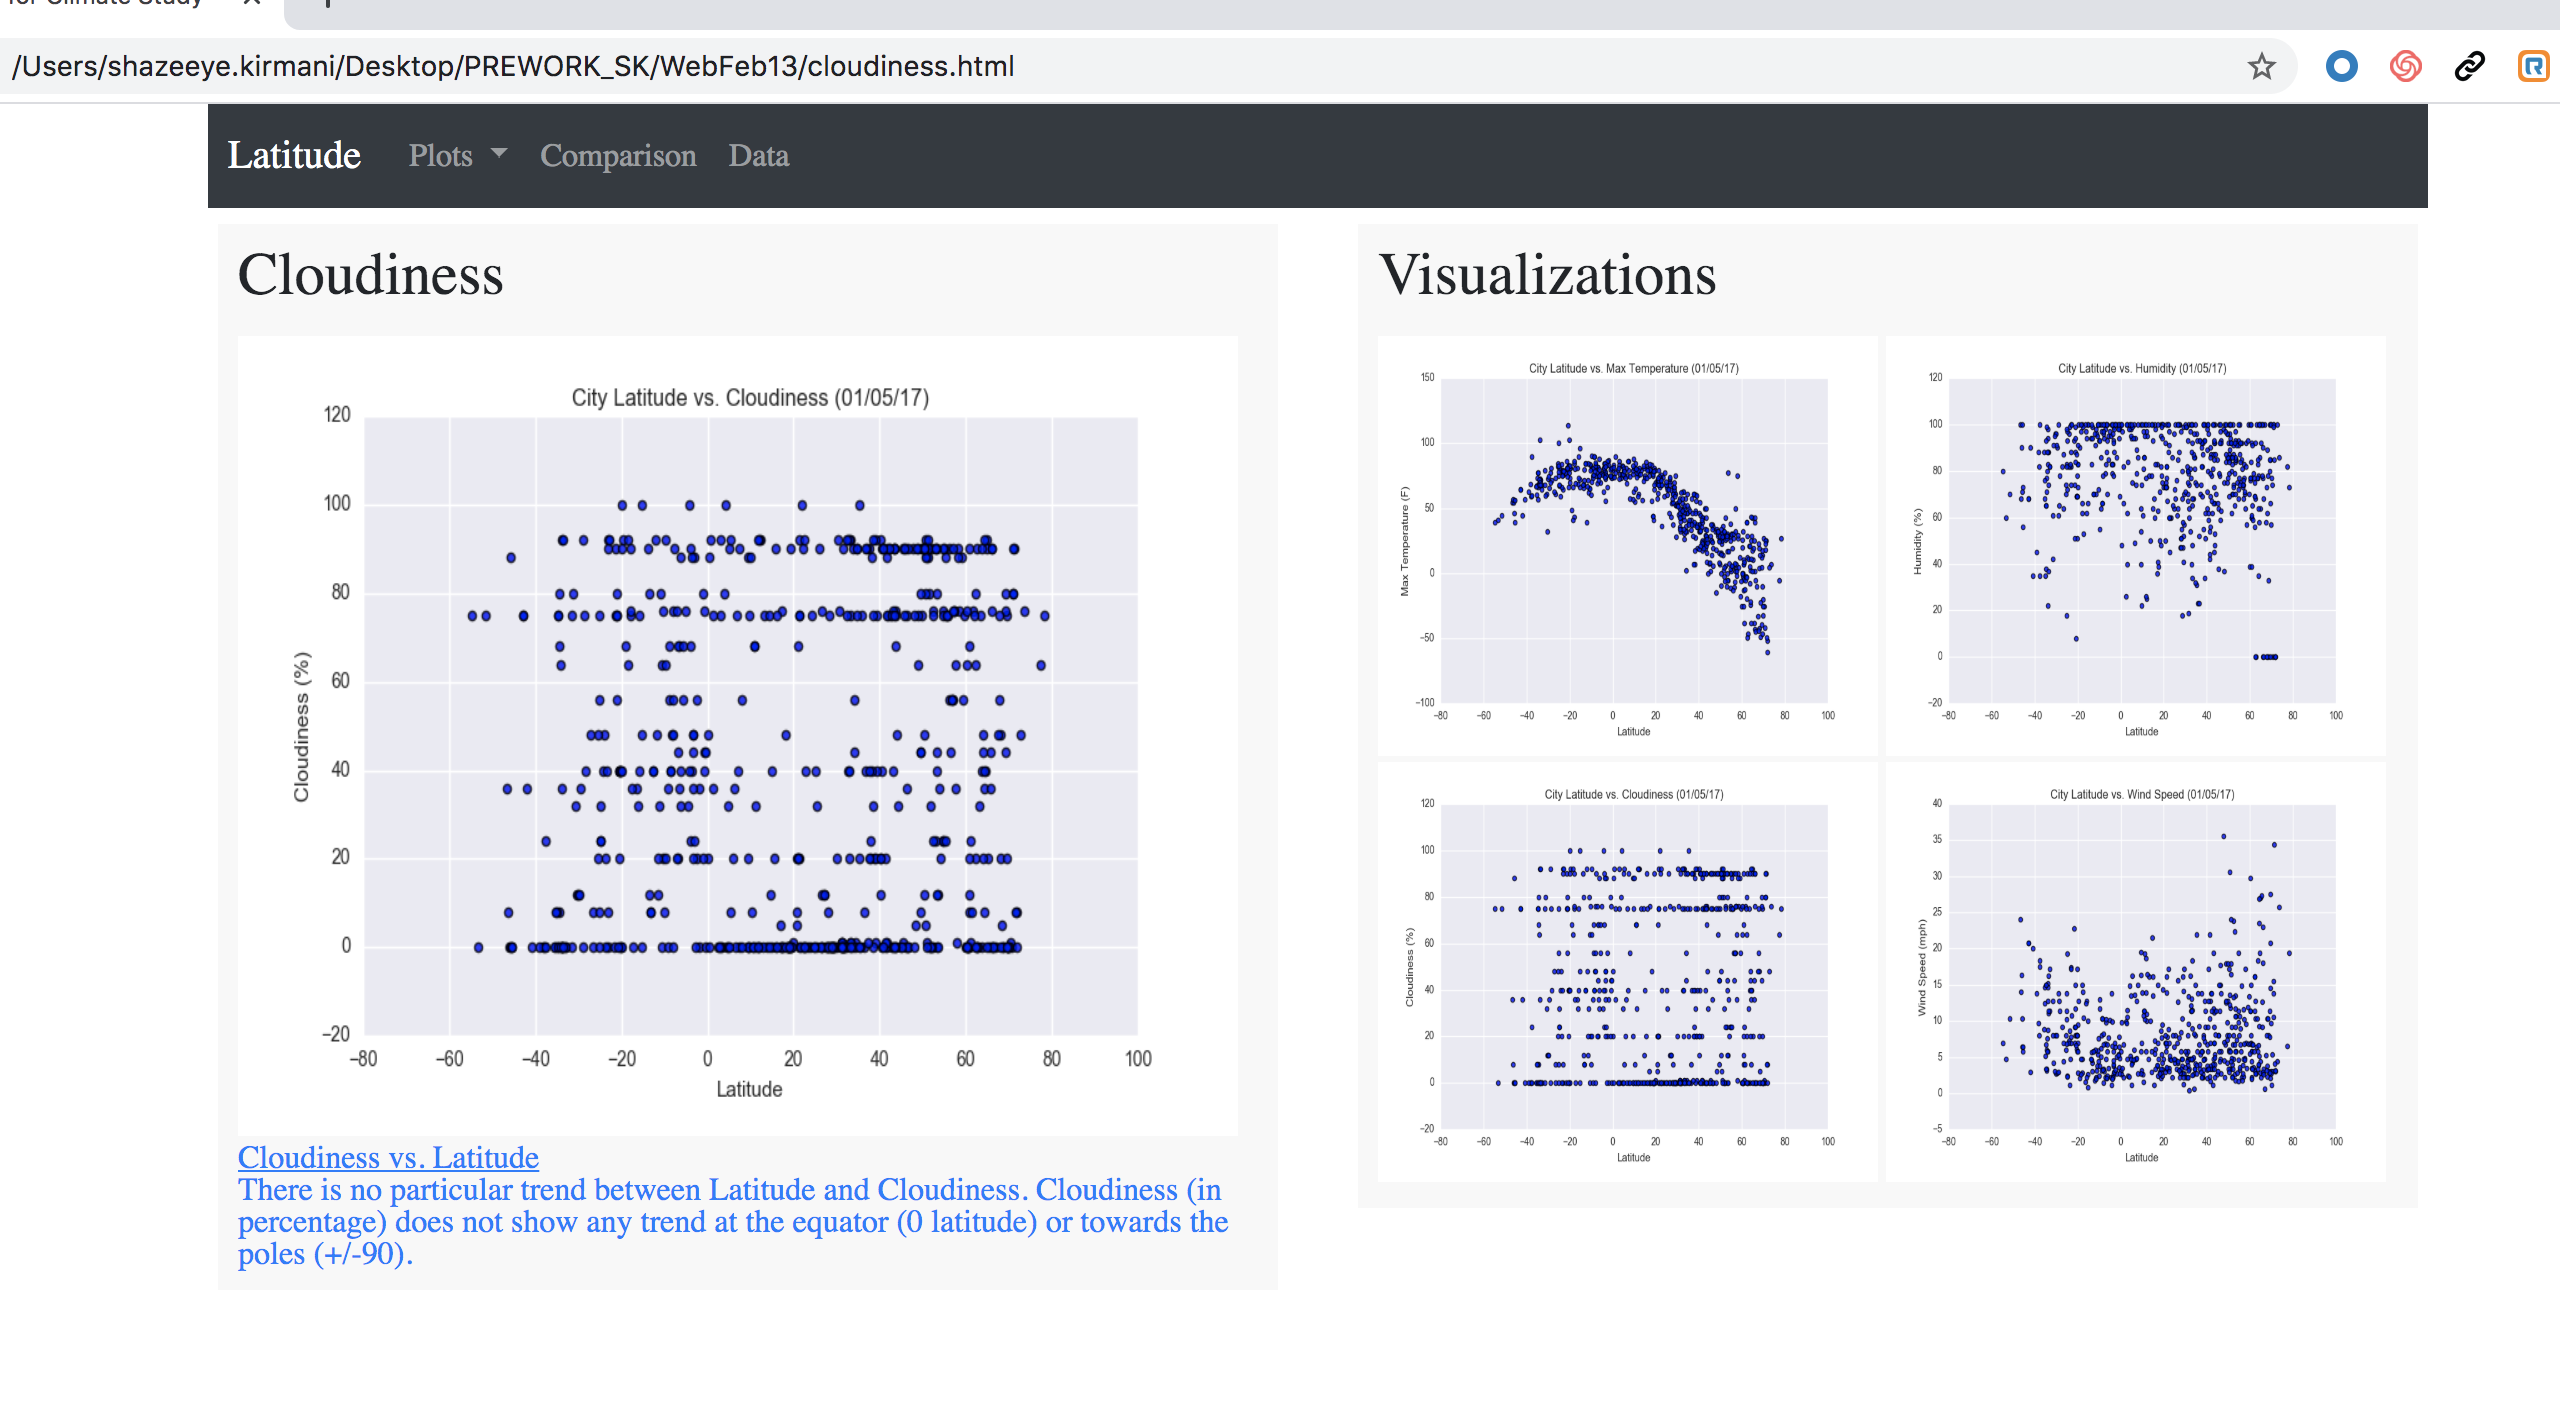 for Climate Study
/Users/shazeeye.kirmani/Desktop/PREWORK_SK/WebFeb13/cloudiness.html
Latitude Plots Comparison Data
Cloudiness
City Latitude vs. Cloudiness (01/05/17)
120
100
80
60
40
20
0
−20
Cloudiness (%)
−80 −60 −40 −20 0 20 40 60 80 100
Latitude
Cloudiness vs. Latitude
There is no particular trend between Latitude and Cloudiness. Cloudiness (in
percentage) does not show any trend at the equator (0 latitude) or towards the
poles (+/-90).
Visualizations
City Latitude vs. Max Temperature (01/05/17)
150
100
50
0
−50
−100
Max Temperature (F)
−80 −60 −40 −20 0 20 40 60 80 100
Latitude
City Latitude vs. Humidity (01/05/17)
120
100
80
60
40
20
0
−20
Humidity (%)
−80 −60 −40 −20 0 20 40 60 80 100
Latitude
City Latitude vs. Cloudiness (01/05/17)
120
100
80
60
40
20
0
−20
Cloudiness (%)
−80 −60 −40 −20 0 20 40 60 80 100
Latitude
City Latitude vs. Wind Speed (01/05/17)
40
35
30
25
20
15
10
5
0
−5
Wind Speed (mph)
−80 −60 −40 −20 0 20 40 60 80 100
Latitude